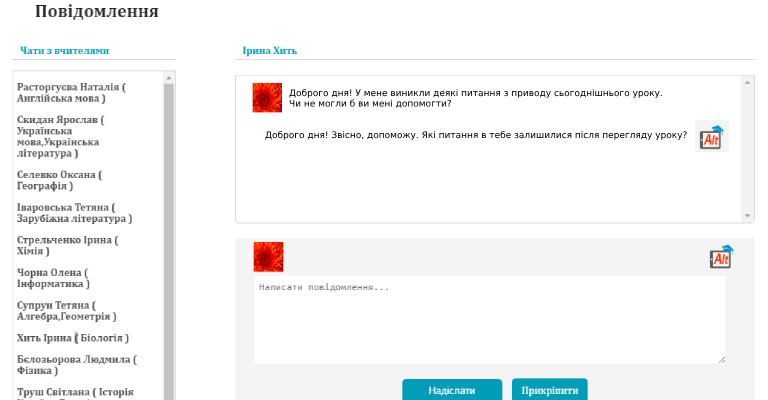 Повідомлення
Чати з вчителями
Расторгуєва Наталія (
Англійська мова )
Скидан Ярослав (
Українська
мова,Українська
література )
Селевко Оксана (
Географія )
Іваровська Тетяна (
Зарубіжна література )
Стрельченко Ірина (
Хімія )
Чорна Олена (
Інформатика )
Супрун Тетяна (
Алгебра,Геометрія )
Хить Ірина ( Біологія )
Бєлозьорова Людмила (
Фізика )
Труш Світлана ( Історія
Ірина Хить
Доброго дня! У мене виникли деякі питання з приводу сьогоднішнього уроку.
Чи не могли б ви мені допомогти?
Доброго дня! Звісно, допоможу. Які питання в тебе залишилися після перегляду уроку?
Alt
Alt
Написати повідомлення...
Надіслати
Прикріпити